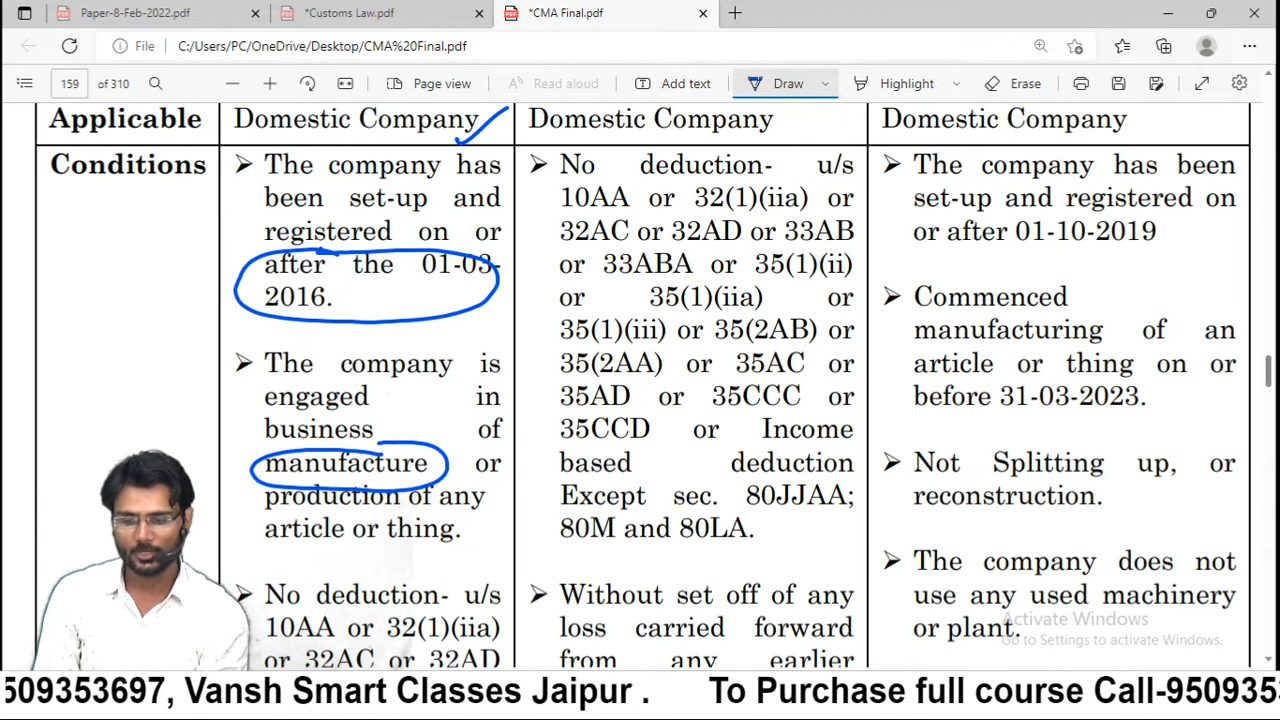 Paper-8-Feb-2022.pdf
*Customs Law.pdf
*CMA Final.pdf
File
C:/Users/PC/OneDrive/Desktop/CMA%20Final.pdf
159 of 310
Page view
Read aloud
Add text
Draw
Highlight
Erase
Applicable
Domestic Company
Domestic Company
Domestic Company
Conditions
➢ The company has
been set-up and
registered on or
after the 01-03-
2016.
➢ The company is
engaged in
business of
manufacture or
production of any
article or thing.
➢ No deduction- u/s
10AA or 32(1)(iia)
or 32AC or 32AD
➢ No deduction- u/s
10AA or 32(1)(iia) or
32AC or 32AD or 33AB
or 33ABA or 35(1)(ii)
or 35(1)(iia) or
35(1)(iii) or 35(2AB) or
35(2AA) or 35AC or
35AD or 35CCC or
35CCD or Income
based deduction
Except sec. 80JJAA;
80M and 80LA.
➢ Without set off of any
loss carried forward
from any earlier
➢ The company has been
set-up and registered on
or after 01-10-2019
➢ Commenced
manufacturing of an
article or thing on or
before 31-03-2023.
➢ Not Splitting up, or
reconstruction.
➢ The company does not
use any used machinery
or plant.
Activate Windows
Go to Settings to activate Windows.
509353697, Vansh Smart Classes Jaipur . To Purchase full course Call-950935